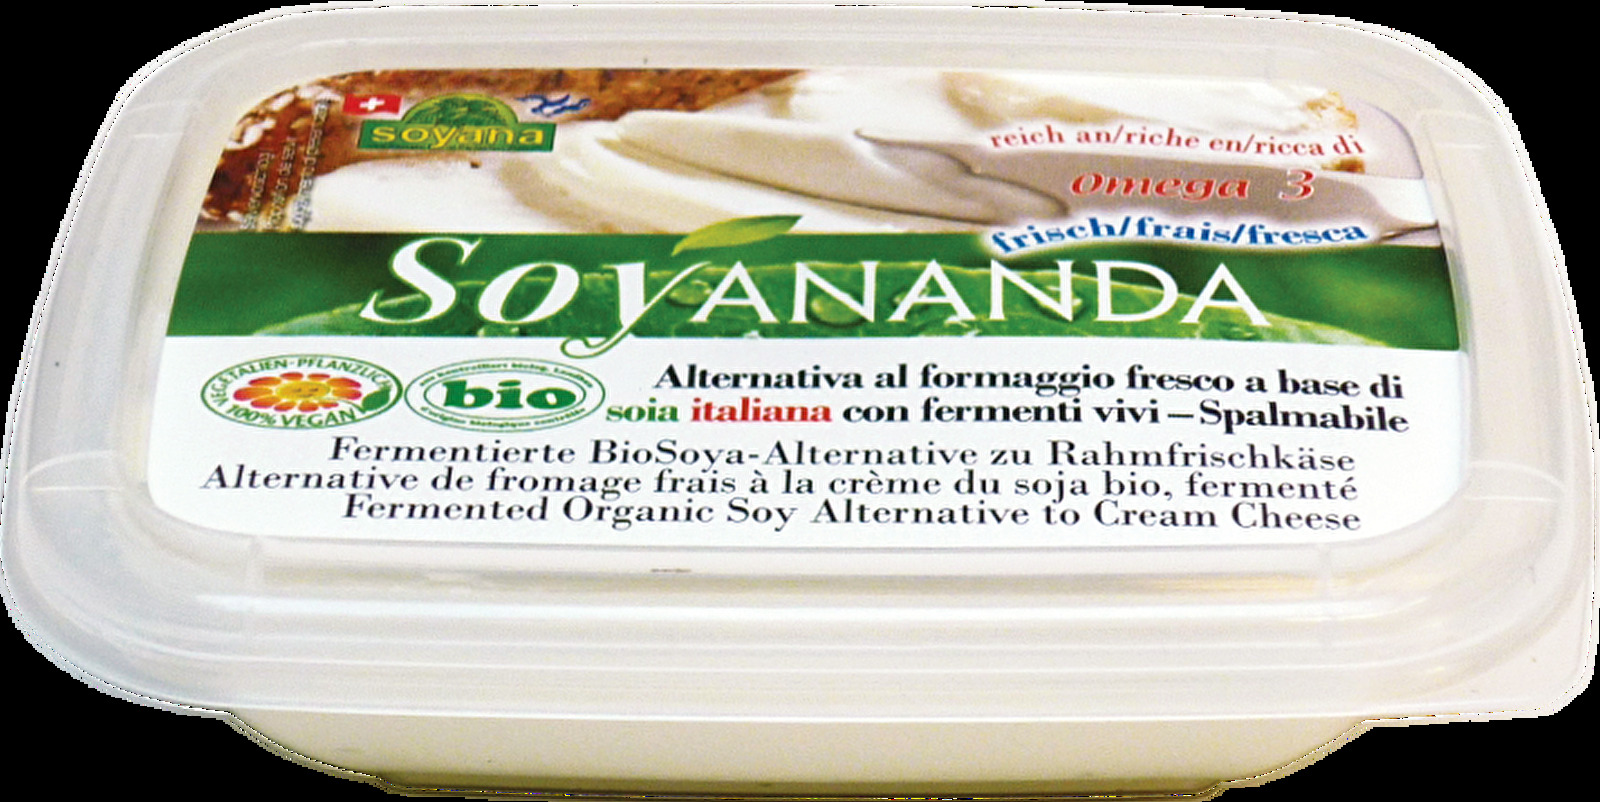 soyana
reich an/riche en/ricca di
omega 3
frisch/frais/fresca
SoyANANDA
VEGETALIEN-PFLANZLICH
100% VEGAN
bio
Alternativa al formaggio fresco a base di
soia italiana con fermenti vivi – Spalmabile
Fermentierte BioSoya-Alternative zu Rahmfrischkäse
Alternative de fromage frais à la crème du soja bio, fermenté
Fermented Organic Soy Alternative to Cream Cheese